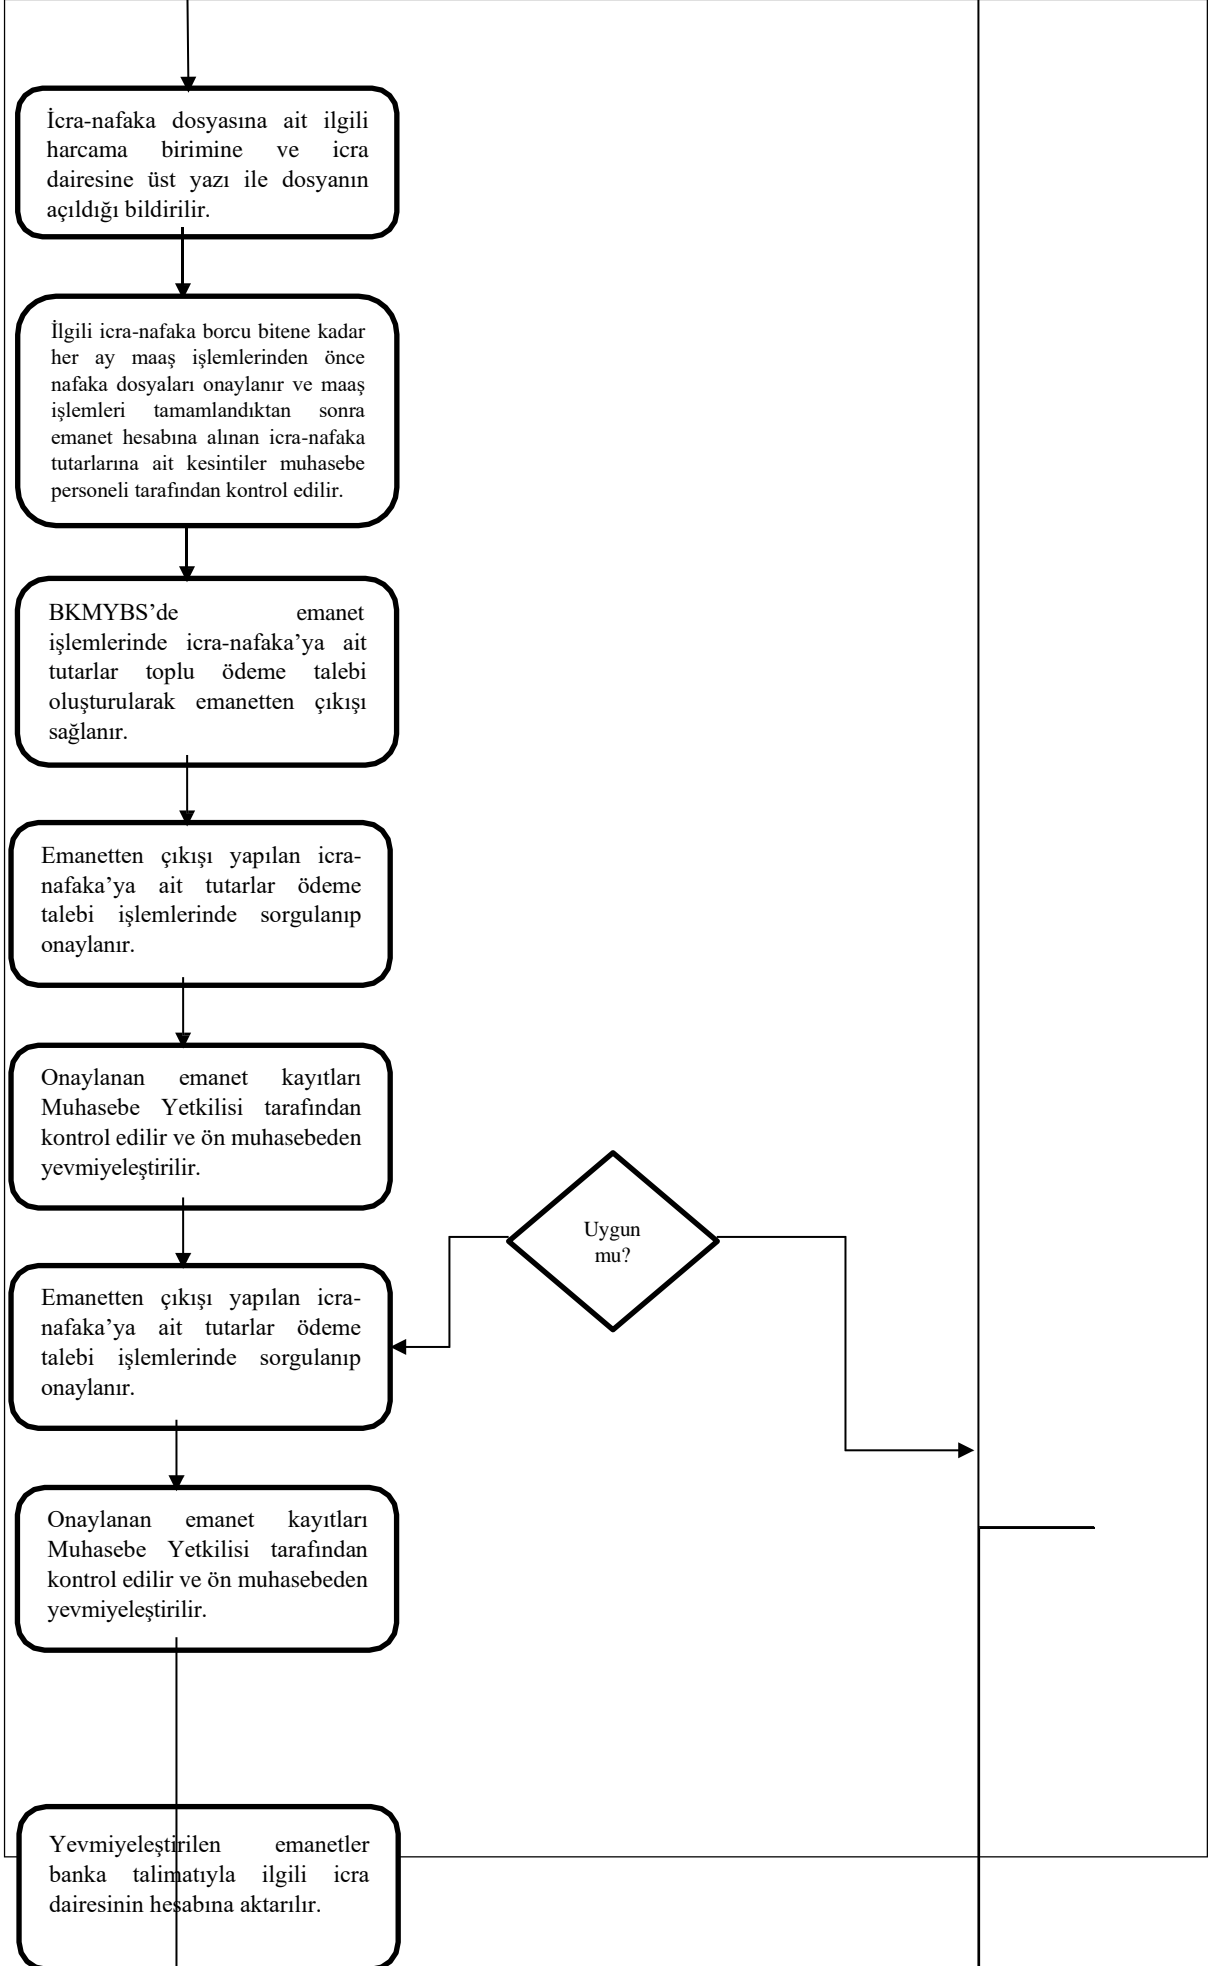 İcra-nafaka dosyasına ait ilgili
harcama birimine ve icra
dairesine üst yazı ile dosyanın
açıldığı bildirilir.
İlgili icra-nafaka borcu bitene kadar
her ay maaş işlemlerinden önce
nafaka dosyaları onaylanır ve maaş
işlemleri tamamlandıktan sonra
emanet hesabına alınan icra-nafaka
tutarlarına ait kesintiler muhasebe
personeli tarafından kontrol edilir.
BKMYBS’de emanet
işlemlerinde icra-nafaka’ya ait
tutarlar toplu ödeme talebi
oluşturularak emanetten çıkışı
sağlanır.
Emanetten çıkışı yapılan icra-
nafaka’ya ait tutarlar ödeme
talebi işlemlerinde sorgulanıp
onaylanır.
Onaylanan emanet kayıtları
Muhasebe Yetkilisi tarafından
kontrol edilir ve ön muhasebeden
yevmiyeleştirilir.
Uygun
mu?
Emanetten çıkışı yapılan icra-
nafaka’ya ait tutarlar ödeme
talebi işlemlerinde sorgulanıp
onaylanır.
Onaylanan emanet kayıtları
Muhasebe Yetkilisi tarafından
kontrol edilir ve ön muhasebeden
yevmiyeleştirilir.
Yevmiyeleştirilen emanetler
banka talimatıyla ilgili icra
dairesinin hesabına aktarılır.